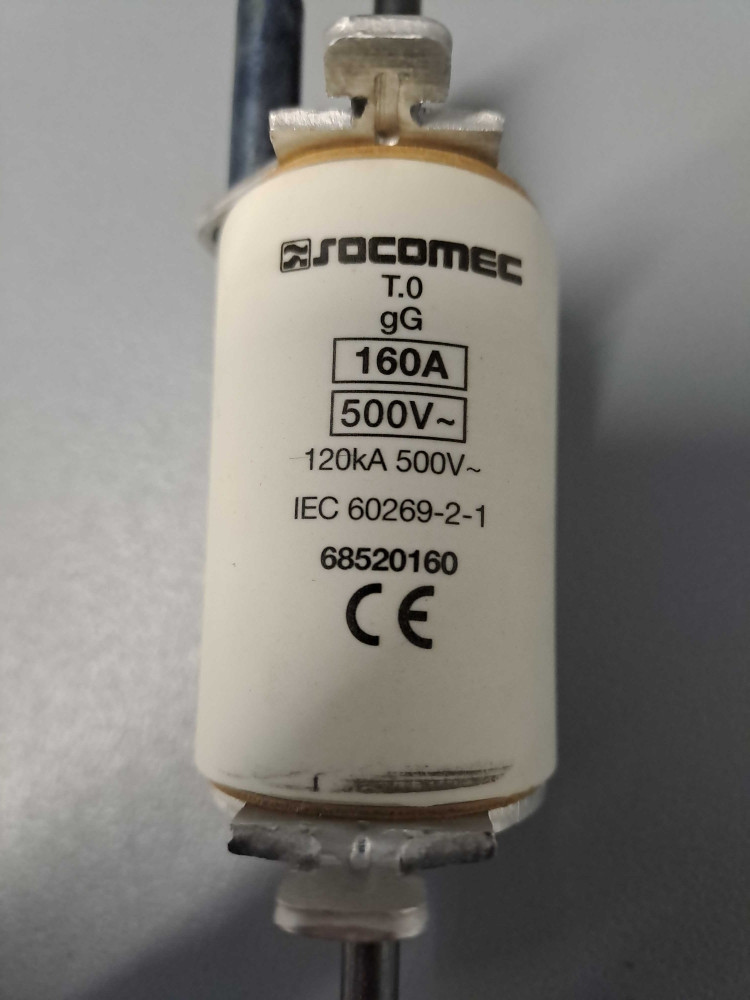 socomec
T.0
gG
160A
500V~
120kA 500V~
IEC 60269-2-1
68520160
CE